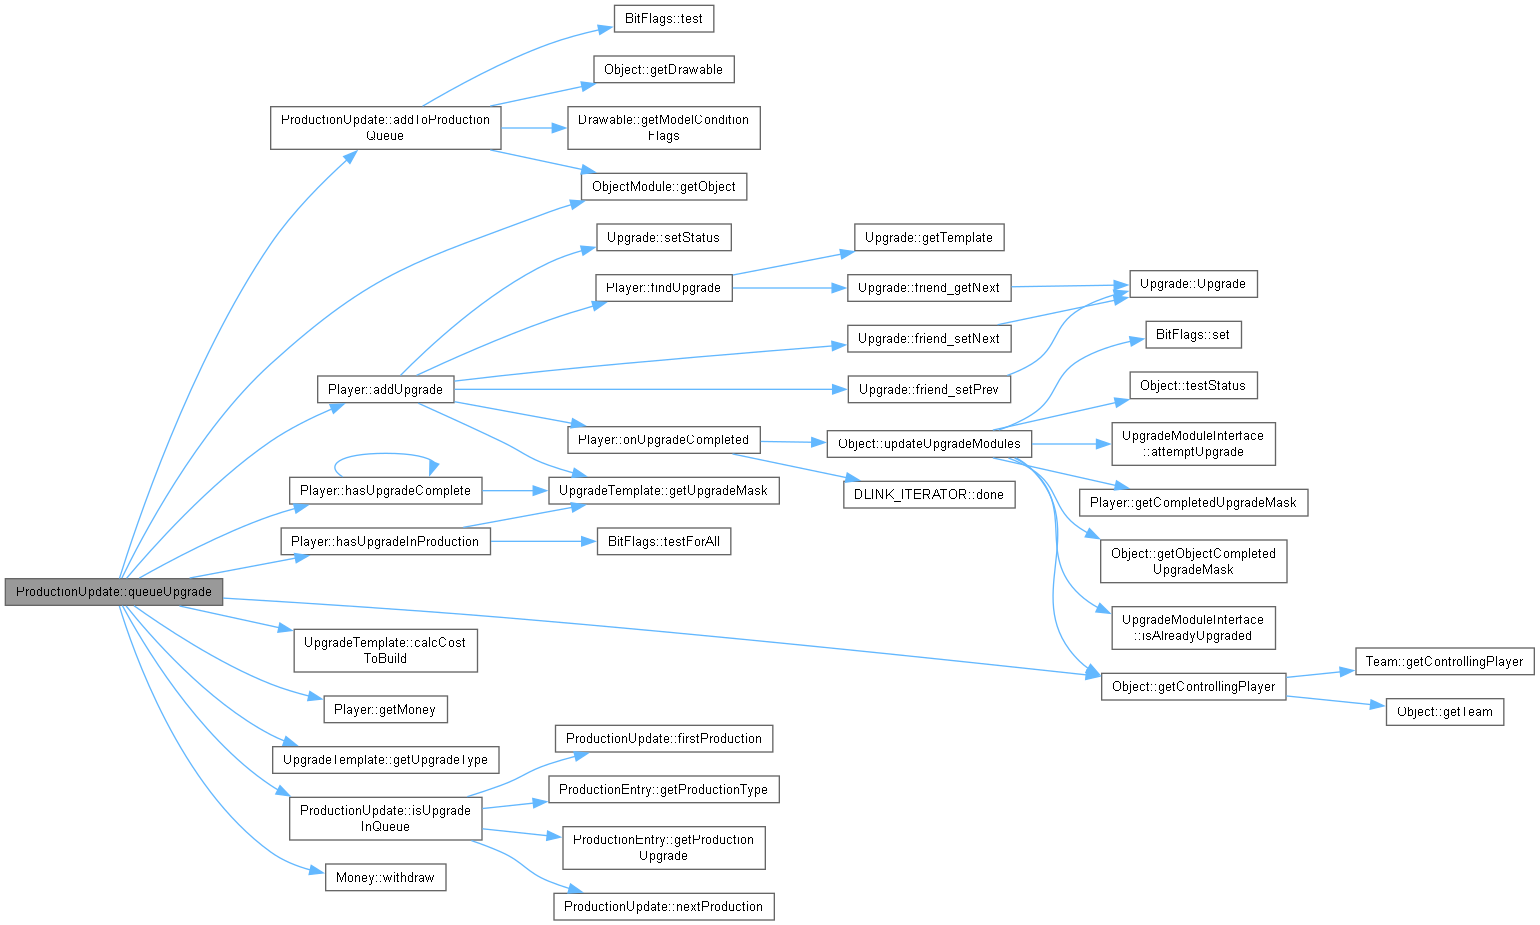 BitFlags::test
Object::getDrawable
ProductionUpdate::addToProduction
Queue
Drawable::getModelCondition
Flags
ObjectModule::getObject
Upgrade::setStatus
Upgrade::getTemplate
Player::findUpgrade
Upgrade::friend_getNext
Upgrade::Upgrade
Upgrade::friend_setNext
BitFlags::set
Player::addUpgrade
Upgrade::friend_setPrev
Object::testStatus
Player::onUpgradeCompleted
Object::updateUpgradeModules
UpgradeModuleInterface
::attemptUpgrade
Player::hasUpgradeComplete
UpgradeTemplate::getUpgradeMask
DLINK_ITERATOR::done
Player::getCompletedUpgradeMask
Player::hasUpgradeInProduction
BitFlags::testForAll
Object::getObjectCompleted
UpgradeMask
ProductionUpdate::queueUpgrade
UpgradeModuleInterface
::isAlreadyUpgraded
UpgradeTemplate::calcCost
ToBuild
Object::getControllingPlayer
Team::getControllingPlayer
Player::getMoney
Object::getTeam
UpgradeTemplate::getUpgradeType
ProductionUpdate::firstProduction
ProductionUpdate::isUpgrade
InQueue
ProductionEntry::getProductionType
ProductionEntry::getProduction
Upgrade
Money::withdraw
ProductionUpdate::nextProduction